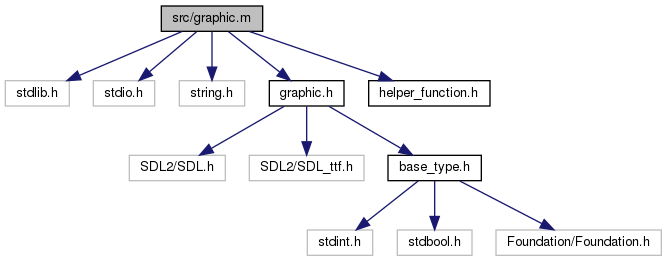 src/graphic.m
stdlib.h
stdio.h
string.h
graphic.h
helper_function.h
SDL2/SDL.h
SDL2/SDL_ttf.h
base_type.h
stdint.h
stdbool.h
Foundation/Foundation.h